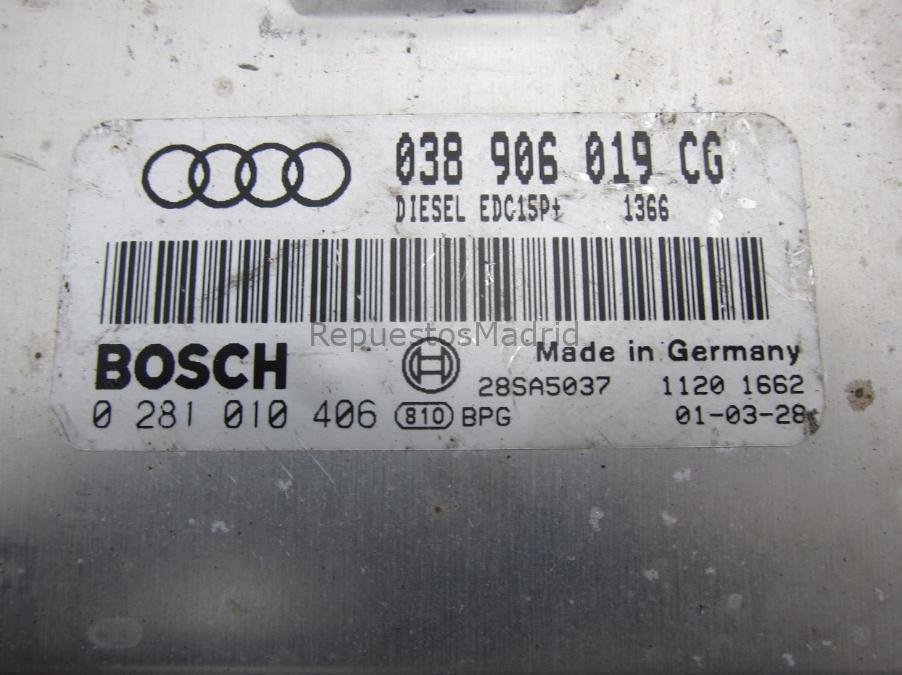 038 906 019 CG
DIESEL EDC15P+ 1366
RepuestosMadrid
BOSCH Made in Germany
28SA5037 1120 1662
0 281 010 406 810 BPG 01-03-28